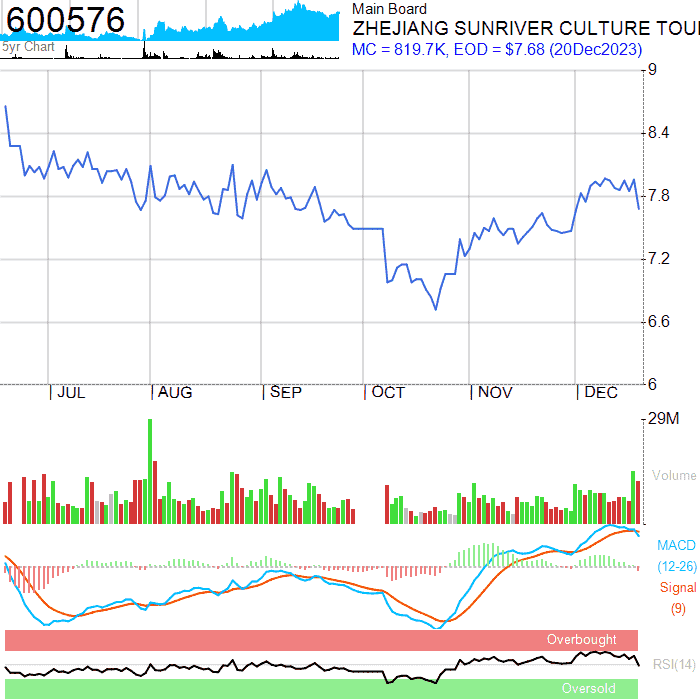 600576
5yr Chart
Main Board
ZHEJIANG SUNRIVER CULTURE TOU
MC = 819.7K, EOD = $7.68 (20Dec2023)
9
8.4
7.8
7.2
6.6
6
JUL AUG SEP OCT NOV DEC
29M
Volume
MACD
(12-26)
Signal
(9)
Overbought
RSI(14)
Oversold